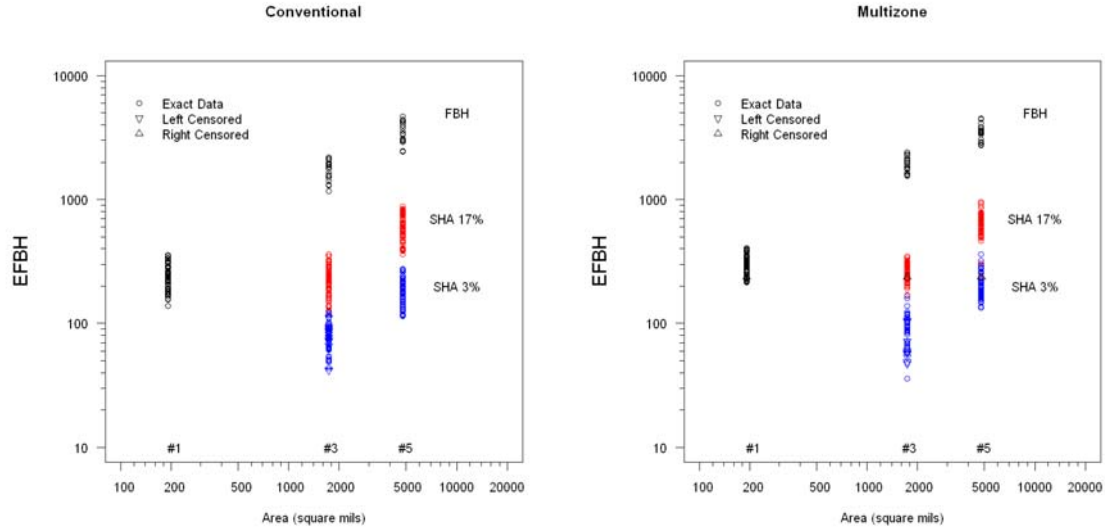 Conventional
10000
1000
100
10
EFBH
Exact Data
Left Censored
Right Censored
FBH
SHA 17%
SHA 3%
#1
#3
#5
100
200
500
1000
2000
5000
10000
20000
Area (square mils)
Multizone
10000
1000
100
10
EFBH
Exact Data
Left Censored
Right Censored
FBH
SHA 17%
SHA 3%
#1
#3
#5
100
200
500
1000
2000
5000
10000
20000
Area (square mils)